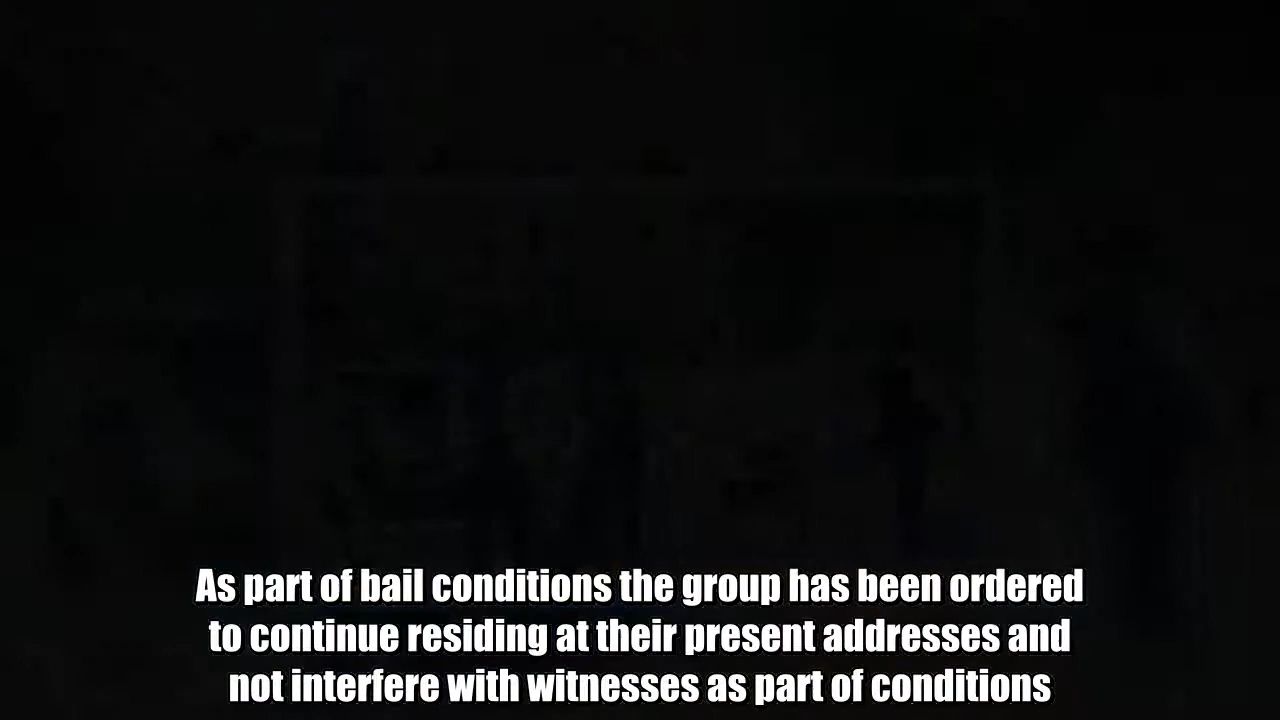 As part of bail conditions the group has been ordered
to continue residing at their present addresses and
not interfere with witnesses as part of conditions